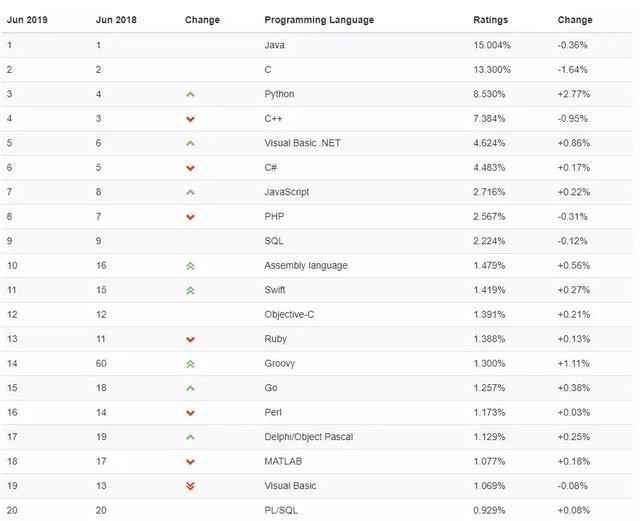 Jun 2019 Jun 2018 Change Programming Language Ratings Change
1 1 Java 15.004% -0.36%
2 2 C 13.300% -1.64%
3 4 Python 8.530% +2.77%
4 3 C++ 7.384% -0.95%
5 6 Visual Basic .NET 4.624% +0.86%
6 5 C# 4.483% +0.17%
7 8 JavaScript 2.716% +0.22%
8 7 PHP 2.567% -0.31%
9 9 SQL 2.224% -0.12%
10 16 Assembly language 1.479% +0.56%
11 15 Swift 1.419% +0.27%
12 12 Objective-C 1.391% +0.21%
13 11 Ruby 1.388% +0.13%
14 60 Groovy 1.300% +1.11%
15 18 Go 1.257% +0.38%
16 14 Perl 1.173% +0.03%
17 19 Delphi/Object Pascal 1.129% +0.25%
18 17 MATLAB 1.077% +0.18%
19 13 Visual Basic 1.069% -0.08%
20 20 PL/SQL 0.929% +0.08%